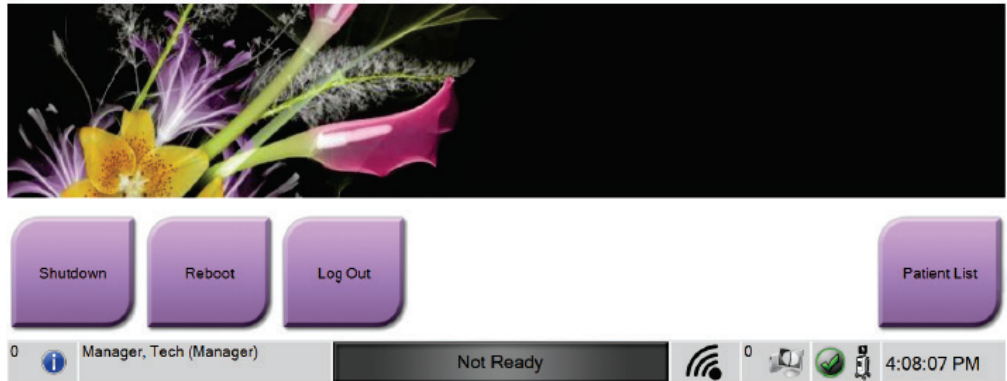 Shutdown
Reboot
Log Out
Patient List
0
Manager, Tech (Manager)
Not Ready
0
4:08:07 PM